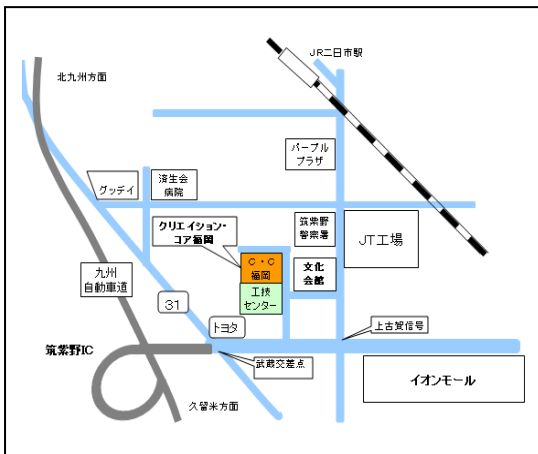 JR二日市駅
北九州方面
パープル
プラザ
グッデイ
済生会
病院
クリエイション・
コア福岡
筑紫野
警察署
JT工場
C・C
福岡
文化
会館
九州
自動車道
工技
センター
31
トヨタ
上古賀信号
筑紫野IC
武蔵交差点
イオンモール
久留米方面